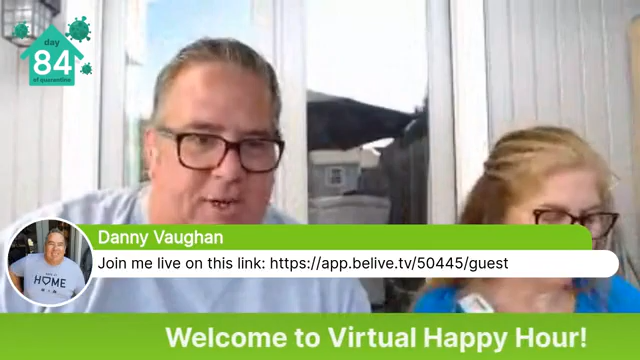 day
84
of quarantine
Danny Vaughan
Join me live on this link: https://app.belive.tv/50445/guest
HOME
Welcome to Virtual Happy Hour!